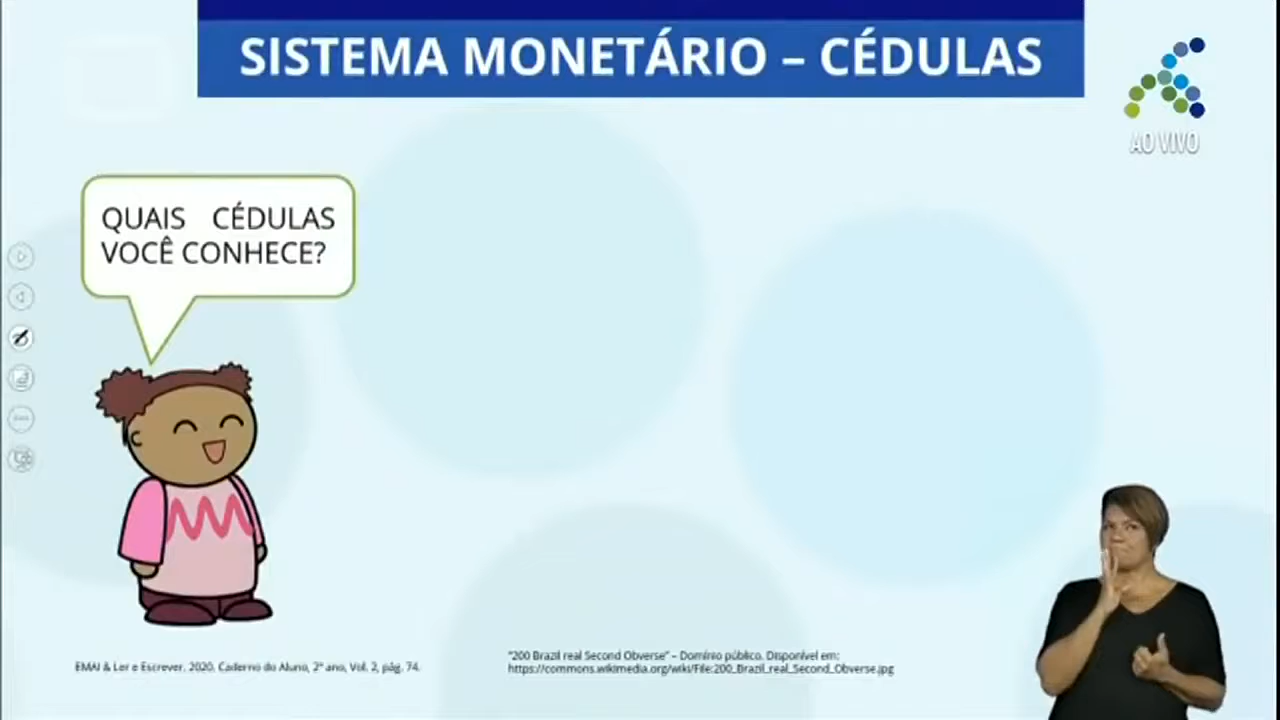 SISTEMA MONETÁRIO – CÉDULAS
AO VIVO
QUAIS CÉDULAS
VOCÊ CONHECE?
EMAI & Ler e Escrever. 2020. Caderno do Aluno, 2º ano, Vol. 2, pág. 74.
"200 Brazil real Second Obverse" – Domínio público. Disponível em:
https://commons.wikimedia.org/wiki/File:200_Brazil_real_Second_Obverse.jpg